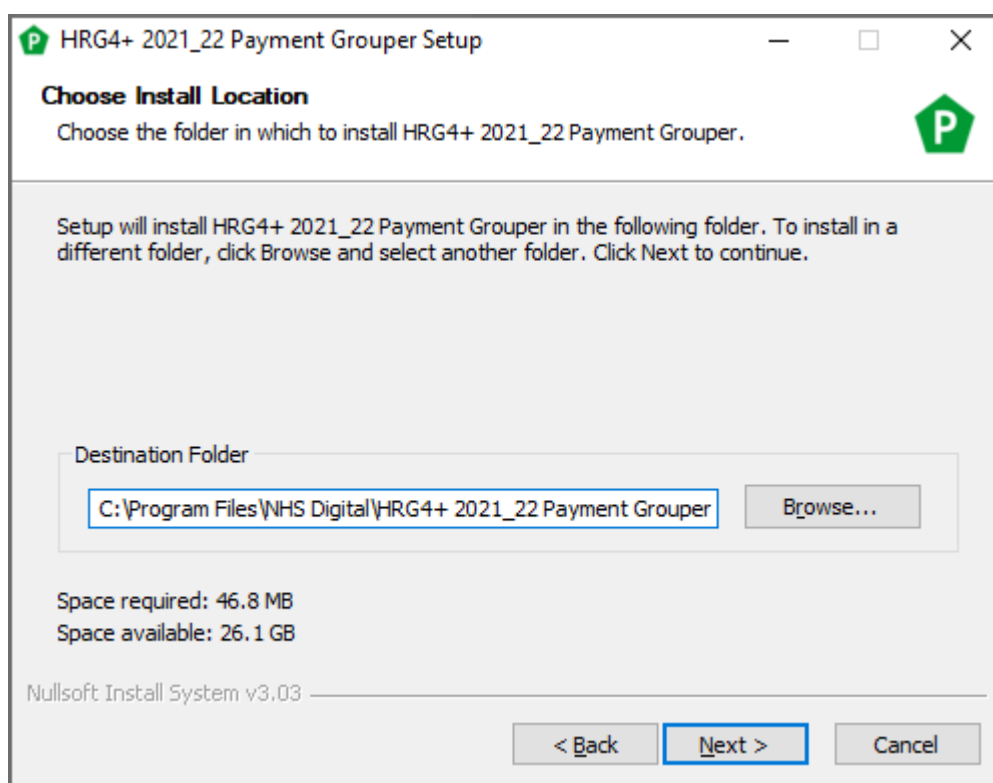 P HRG4+ 2021_22 Payment Grouper Setup
Choose Install Location
Choose the folder in which to install HRG4+ 2021_22 Payment Grouper.
P
Setup will install HRG4+ 2021_22 Payment Grouper in the following folder. To install in a
different folder, click Browse and select another folder. Click Next to continue.
Destination Folder
C:\Program Files\NHS Digital\HRG4+ 2021_22 Payment Grouper
Browse...
Space required: 46.8 MB
Space available: 26.1 GB
Nullsoft Install System v3.03
< Back
Next >
Cancel